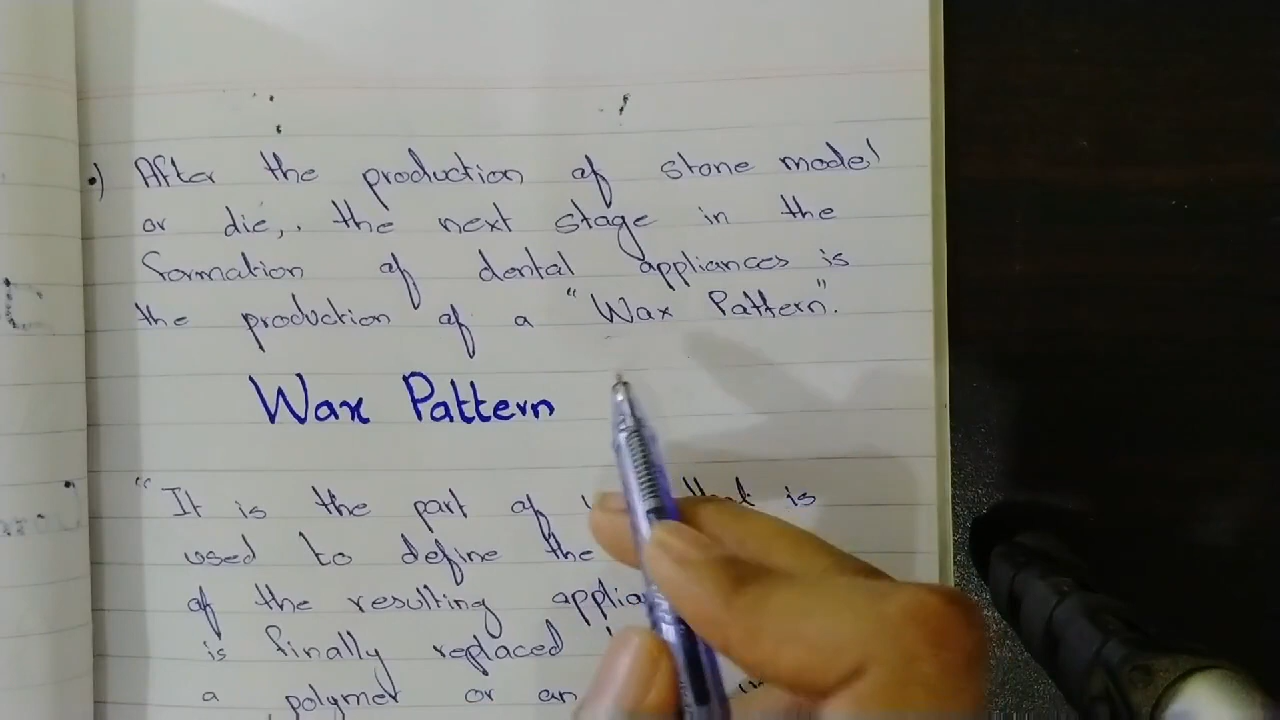 •) After the production of stone model
or die,. the next stage in the
formation of dental appliances is
the production of a "Wax Pattern".
Wax Pattern
"It is the part of is
used to define the
of the resulting
is finally replaced
a polymer or an